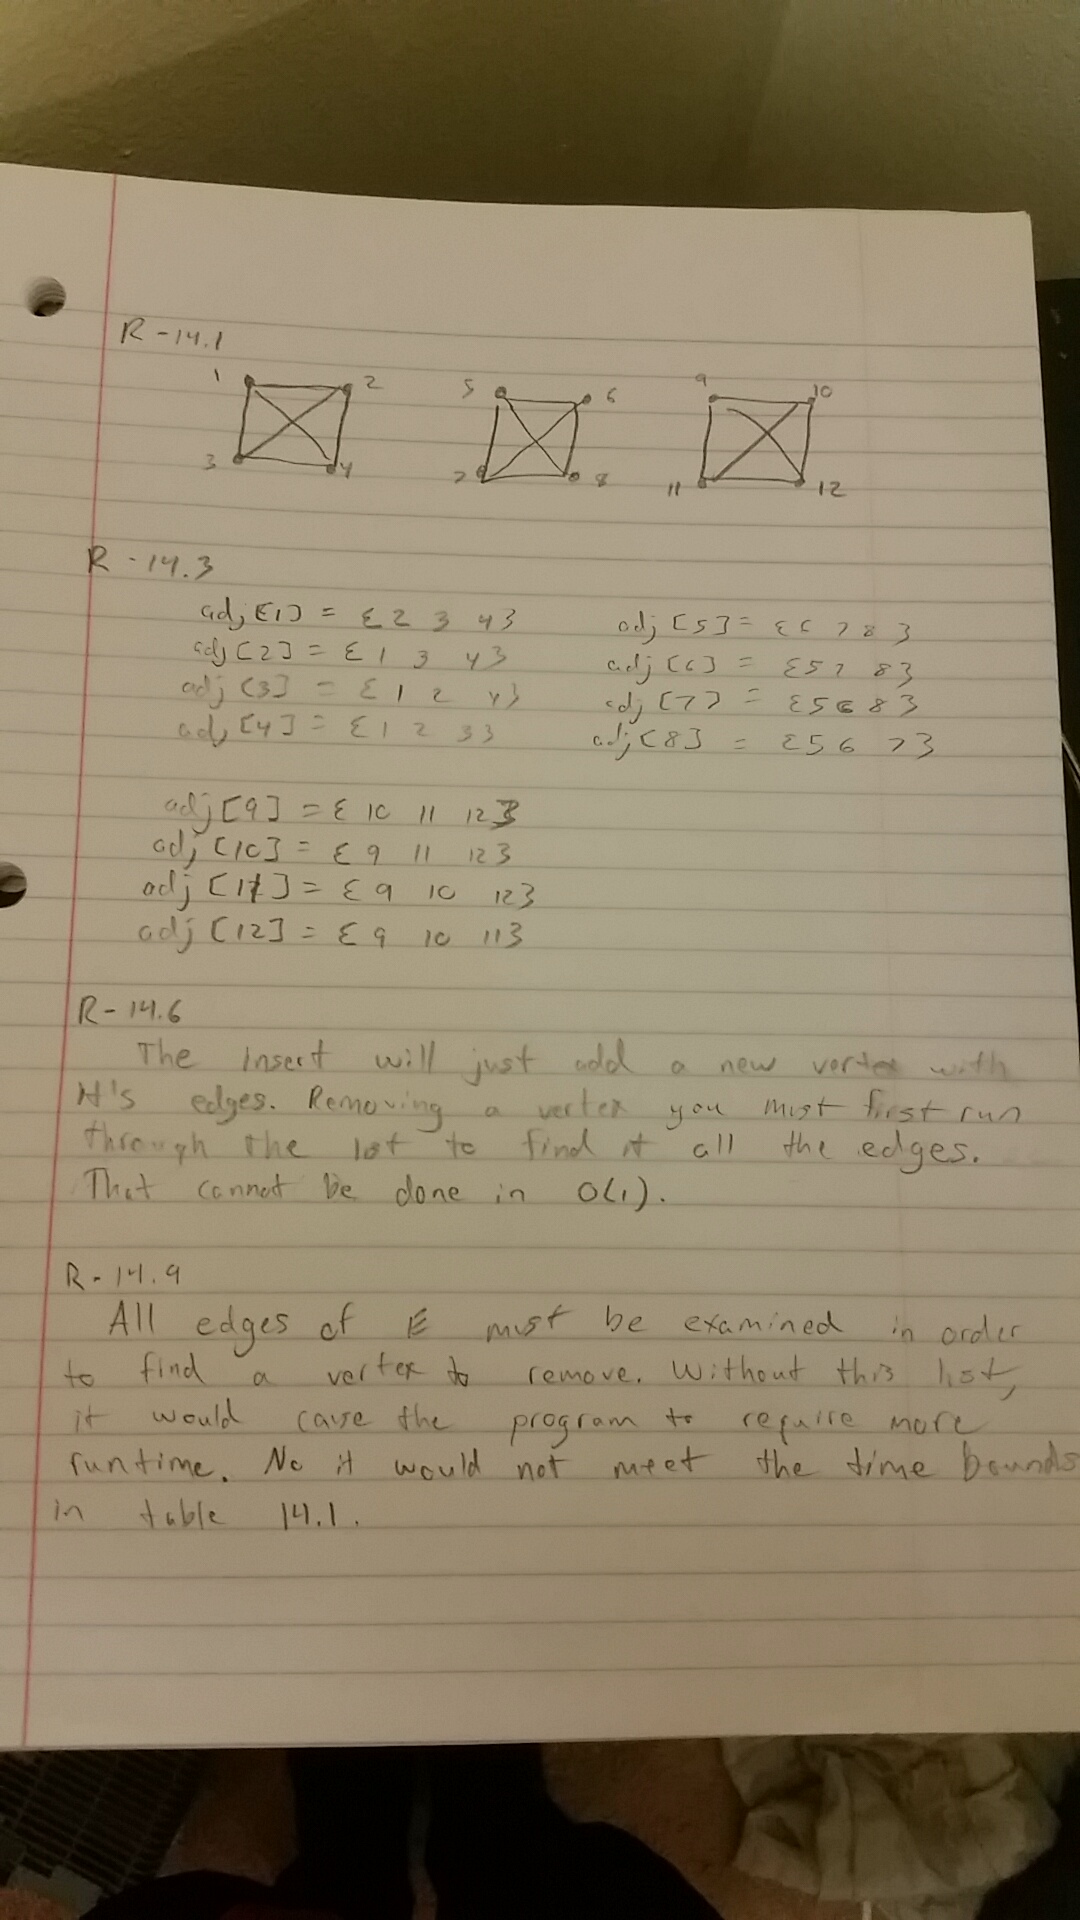 R-14.1
1 2 5 6 9 10
3 4 7 8 11 12
R-14.3
adj[1] = {2 3 4} adj[5] = {6 7 8}
adj[2] = {1 3 4} adj[6] = {5 7 8}
adj[3] = {1 2 4} adj[7] = {5 6 8}
adj[4] = {1 2 3} adj[8] = {5 6 7}
adj[9] = {10 11 12}
adj[10] = {9 11 12}
adj[11] = {9 10 12}
adj[12] = {9 10 11}
R-14.6
The insert will just add a new vertex with
it's edges. Removing a vertex you must first run
through the list to find it all the edges.
That cannot be done in O(1).
R-14.9
All edges of E must be examined in order
to find a vertex to remove. Without this list,
it would cause the program to require more
runtime. No it would not meet the time bounds
in table 14.1.